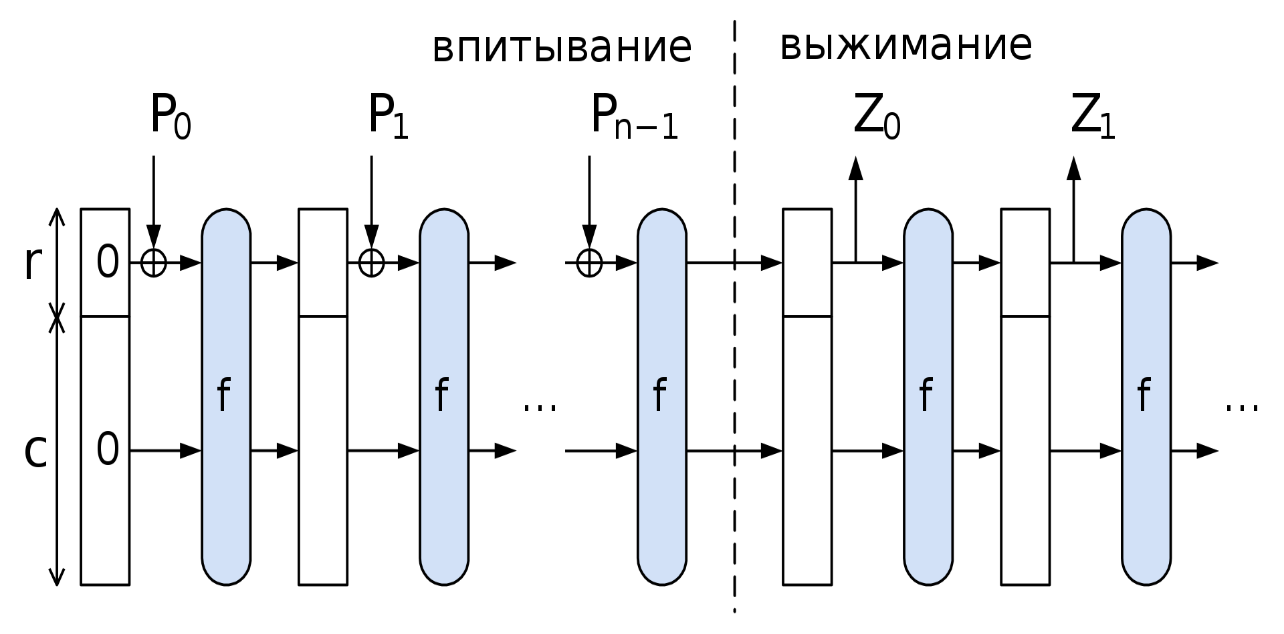 впитывание выжимание
P0 P1 Pn−1 Z0 Z1
r 0
f f ... f f f ...
c 0